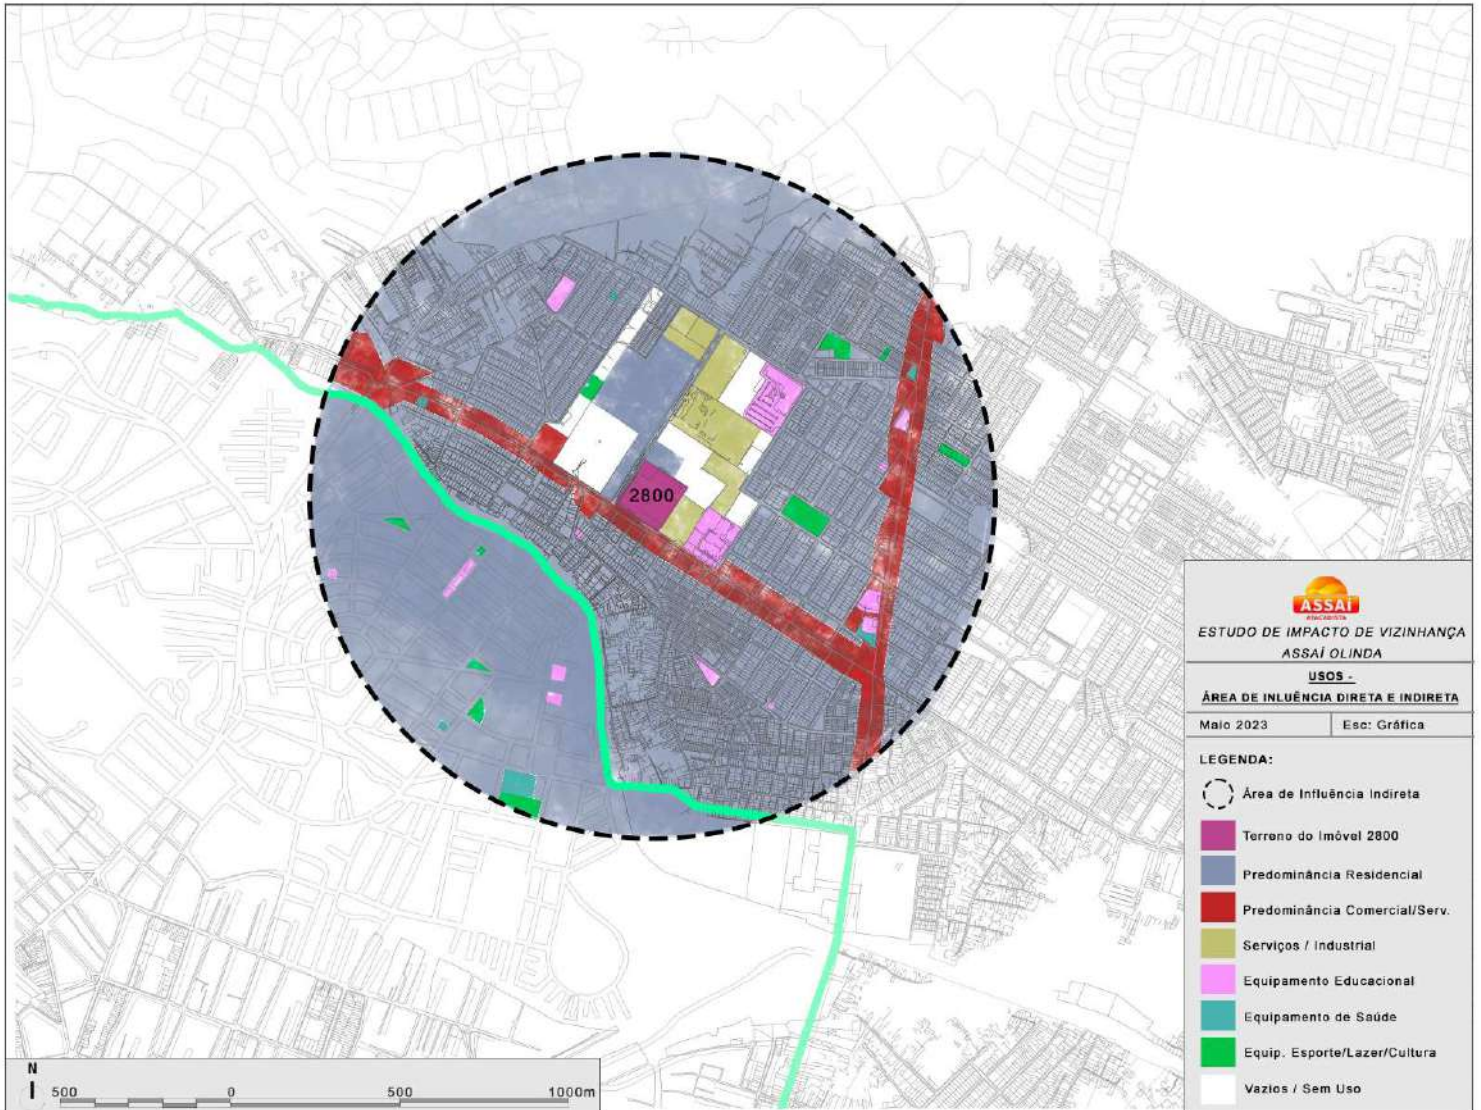 2800
ASSAÍ
ATACADISTA
ESTUDO DE IMPACTO DE VIZINHANÇA
ASSAÍ OLINDA
USOS -
ÁREA DE INLUÊNCIA DIRETA E INDIRETA
Maio 2023
Esc: Gráfica
LEGENDA:
Área de Influência Indireta
Terreno do Imóvel 2800
Predominância Residencial
Predominância Comercial/Serv.
Serviços / Industrial
Equipamento Educacional
Equipamento de Saúde
Equip. Esporte/Lazer/Cultura
Vazios / Sem Uso
N
500 0 500 1000m